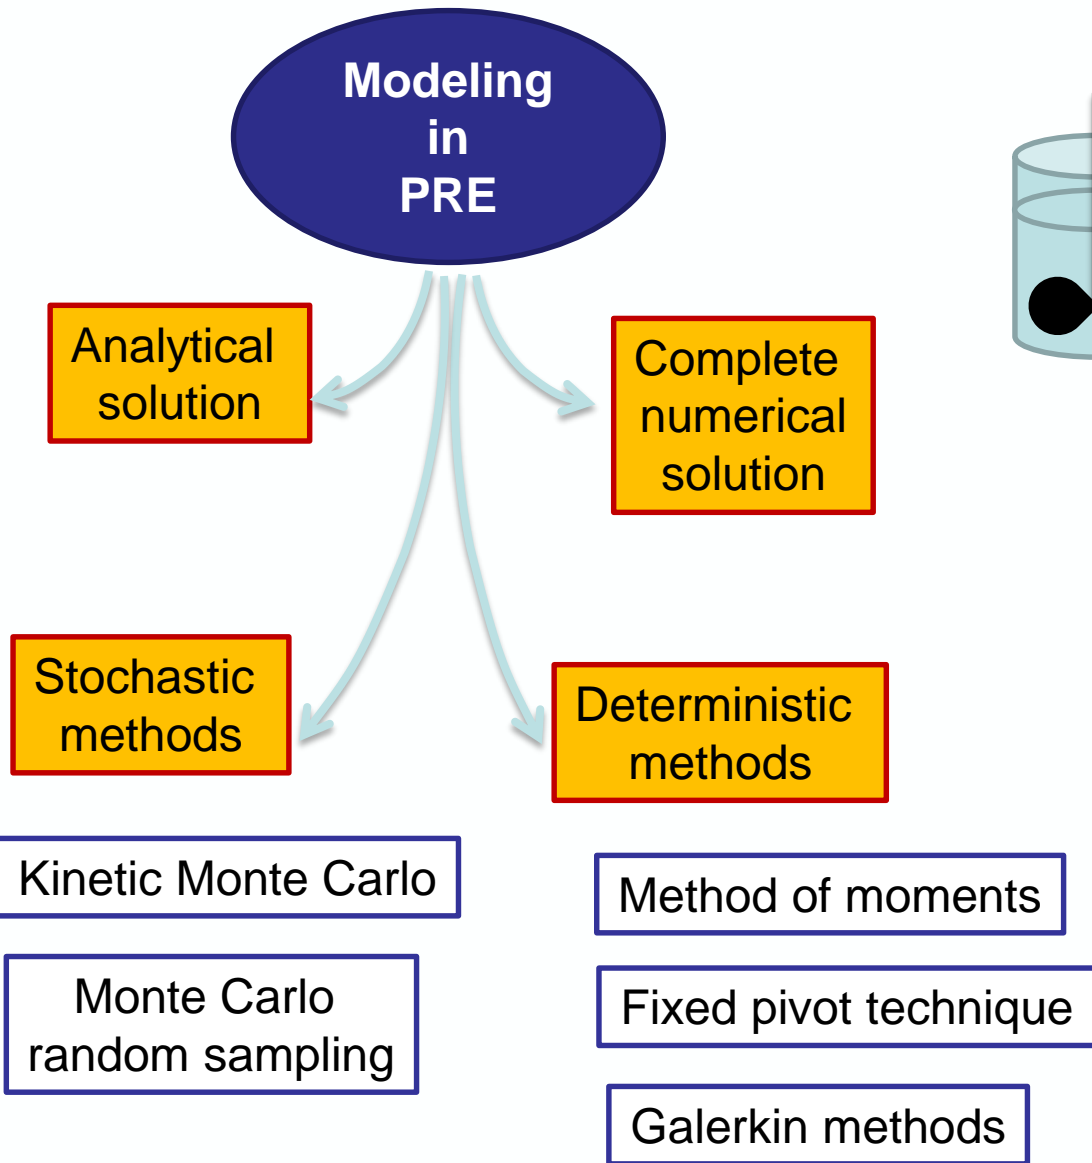 Modeling
in
PRE
Analytical
solution
Complete
numerical
solution
Stochastic
methods
Deterministic
methods
Kinetic Monte Carlo
Monte Carlo
random sampling
Method of moments
Fixed pivot technique
Galerkin methods